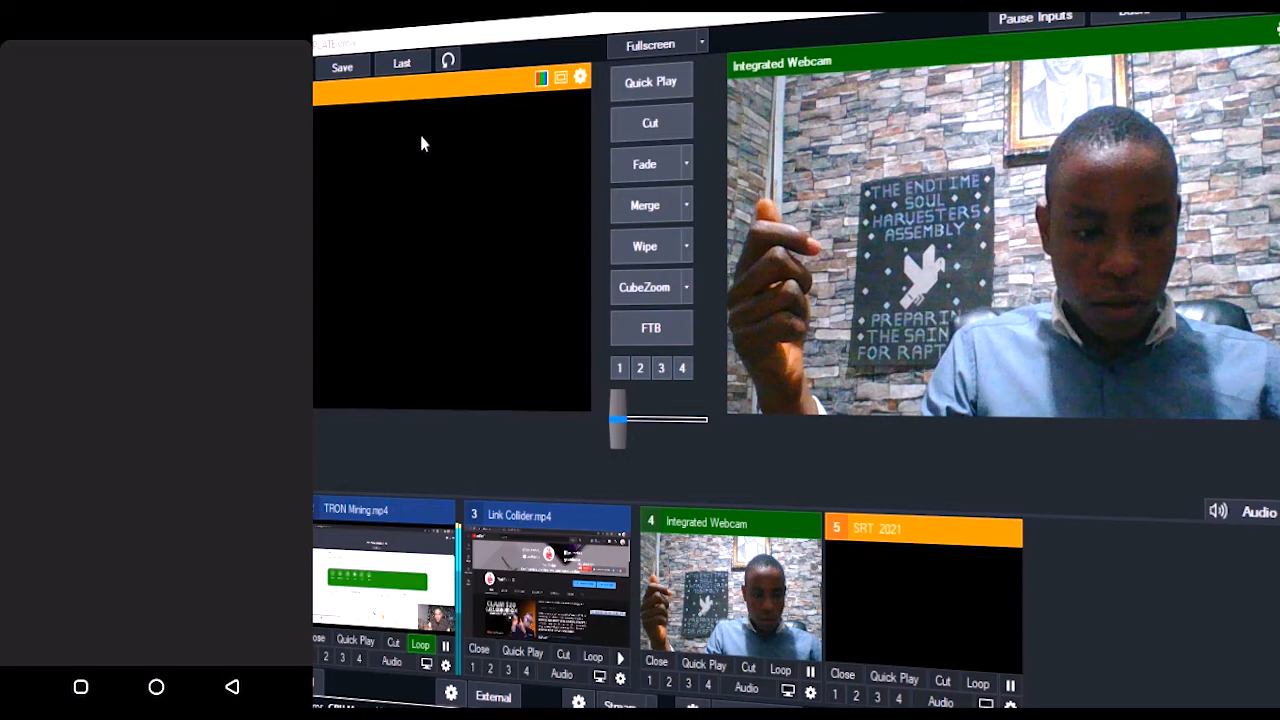 Pause Inputs
Fullscreen
Save
Last
Integrated Webcam
Quick Play
Cut
Fade
Merge
Wipe
CubeZoom
FTB
1 2 3 4
THE ENDTIME
SOUL
HARVESTERS
ASSEMBLY
PREPARIN
THE SAIN
FOR RAPT
Audio
TRON Mining.mp4
3 Link Collider.mp4
4 Integrated Webcam
5 SRT 2021
Quick Play Cut Loop
2 3 4 Audio
Close Quick Play Cut Loop
1 2 3 4 Audio
Close Quick Play Cut Loop
1 2 3 4 Audio
Close Quick Play Cut Loop
1 2 3 4 Audio
External
Stream